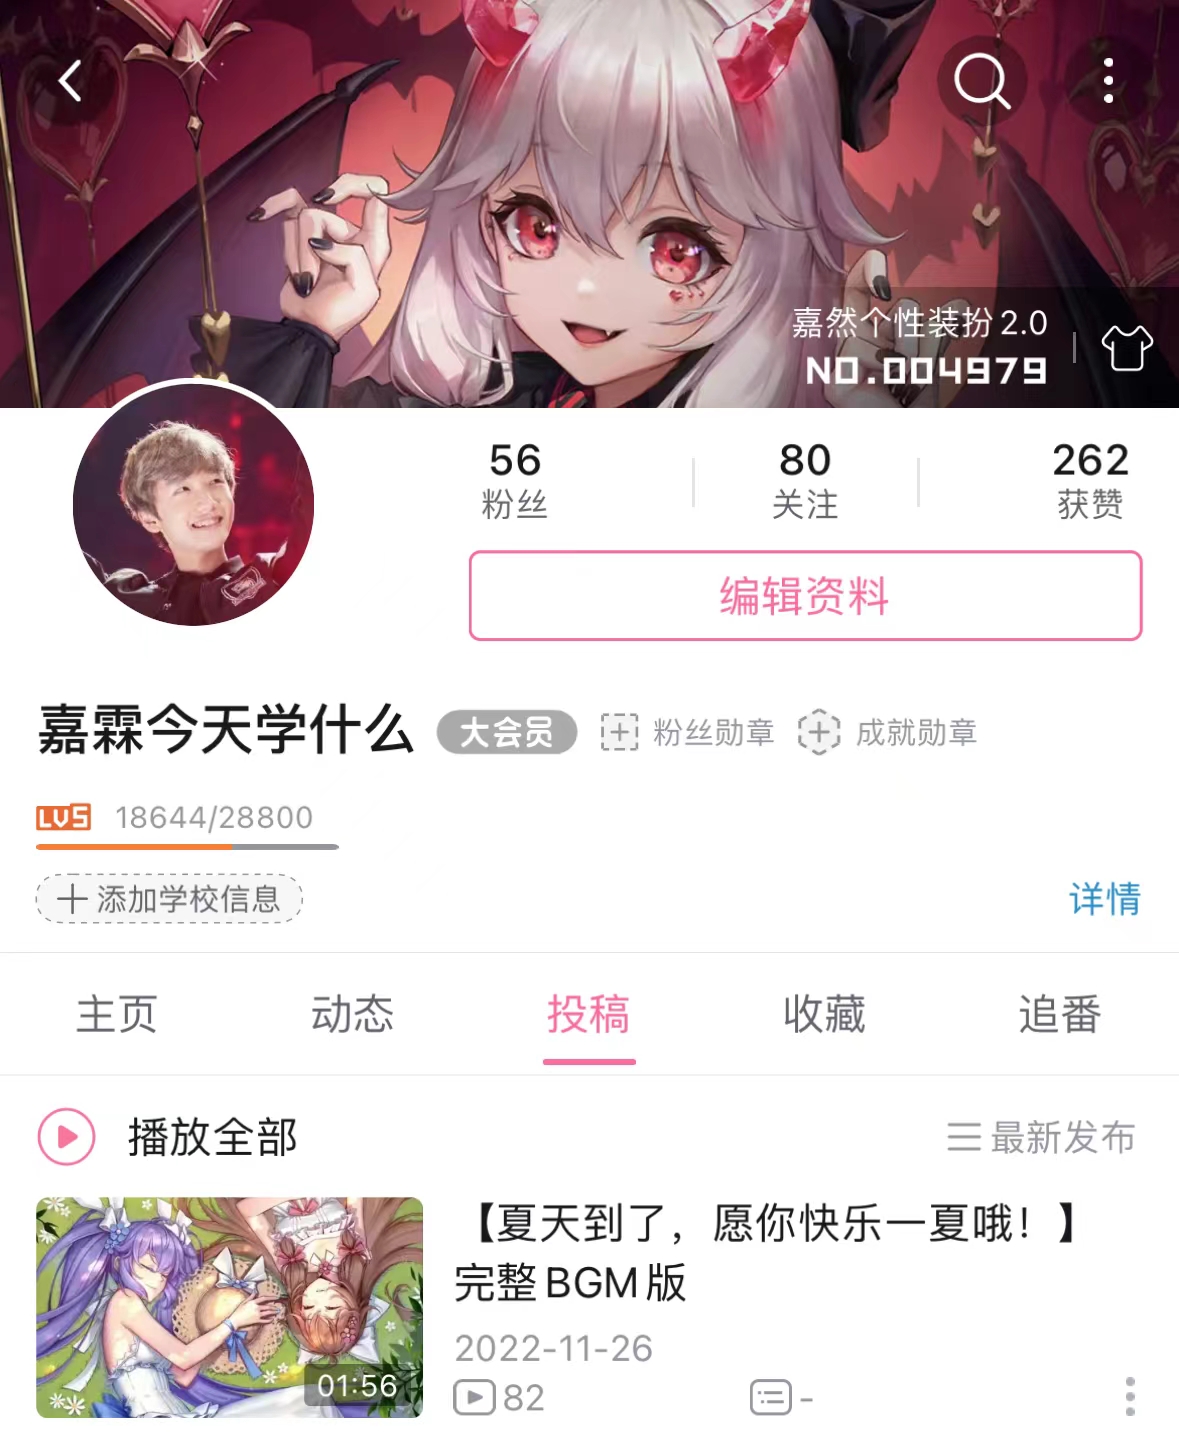 嘉然个性装扮2.0
NO.004979
56
粉丝
80
关注
262
获赞
编辑资料
嘉霖今天学什么 大会员 粉丝勋章 成就勋章
LV5 18644/28800
添加学校信息
详情
主页 动态 投稿 收藏 追番
播放全部 最新发布
【夏天到了，愿你快乐一夏哦！】
完整BGM版
2022-11-26
01:56
82 -